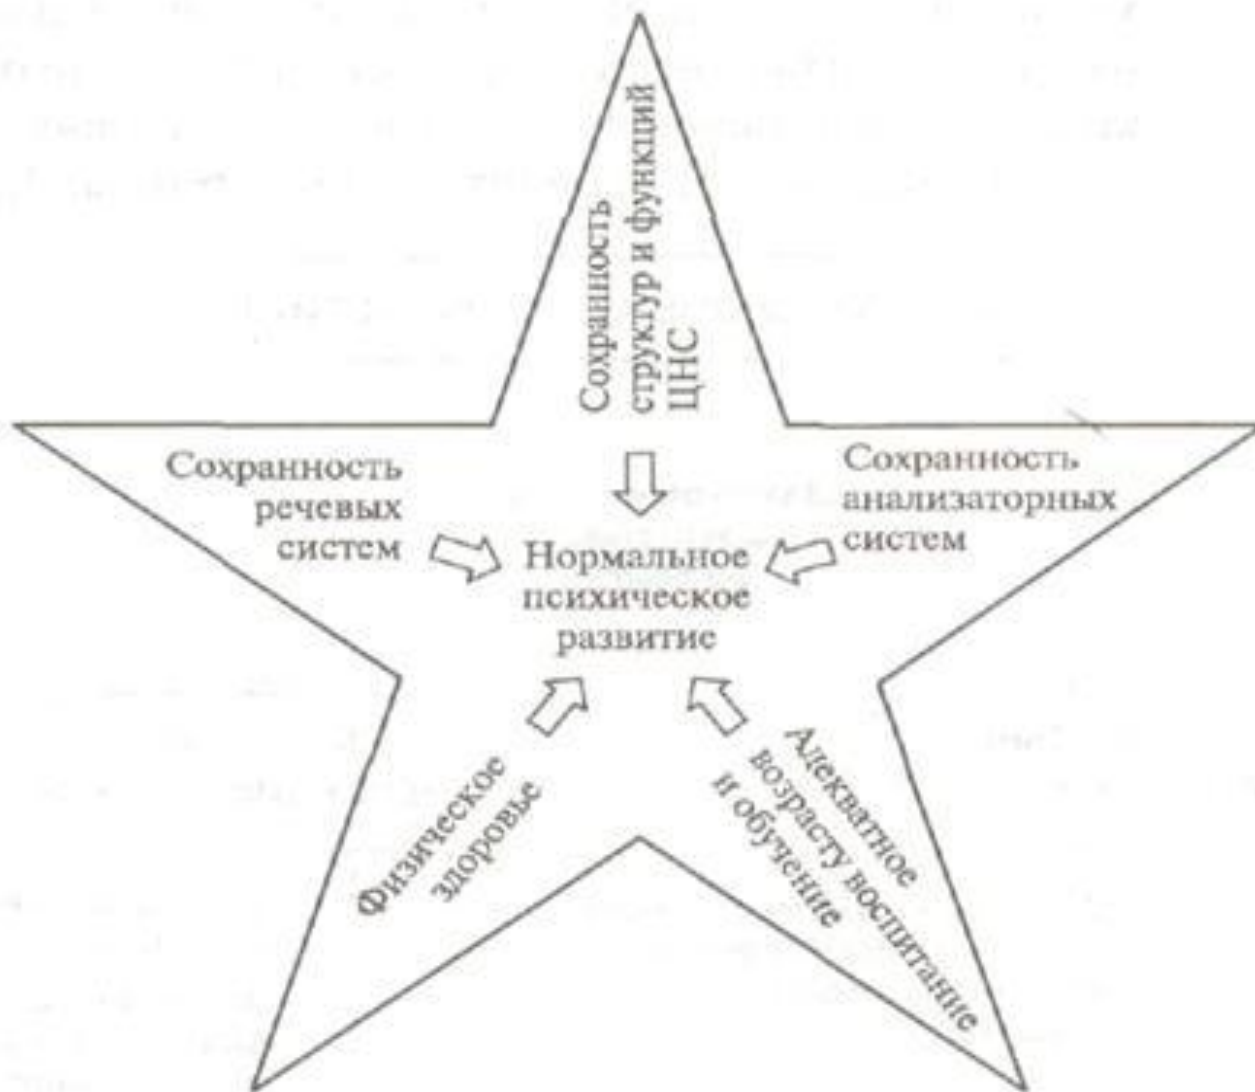 Сохранность
структур и функций
ЦНС
Сохранность
речевых
систем
Сохранность
анализаторных
систем
Нормальное
психическое
развитие
Физическое
здоровье
Адекватное
возрасту воспитание
и обучение